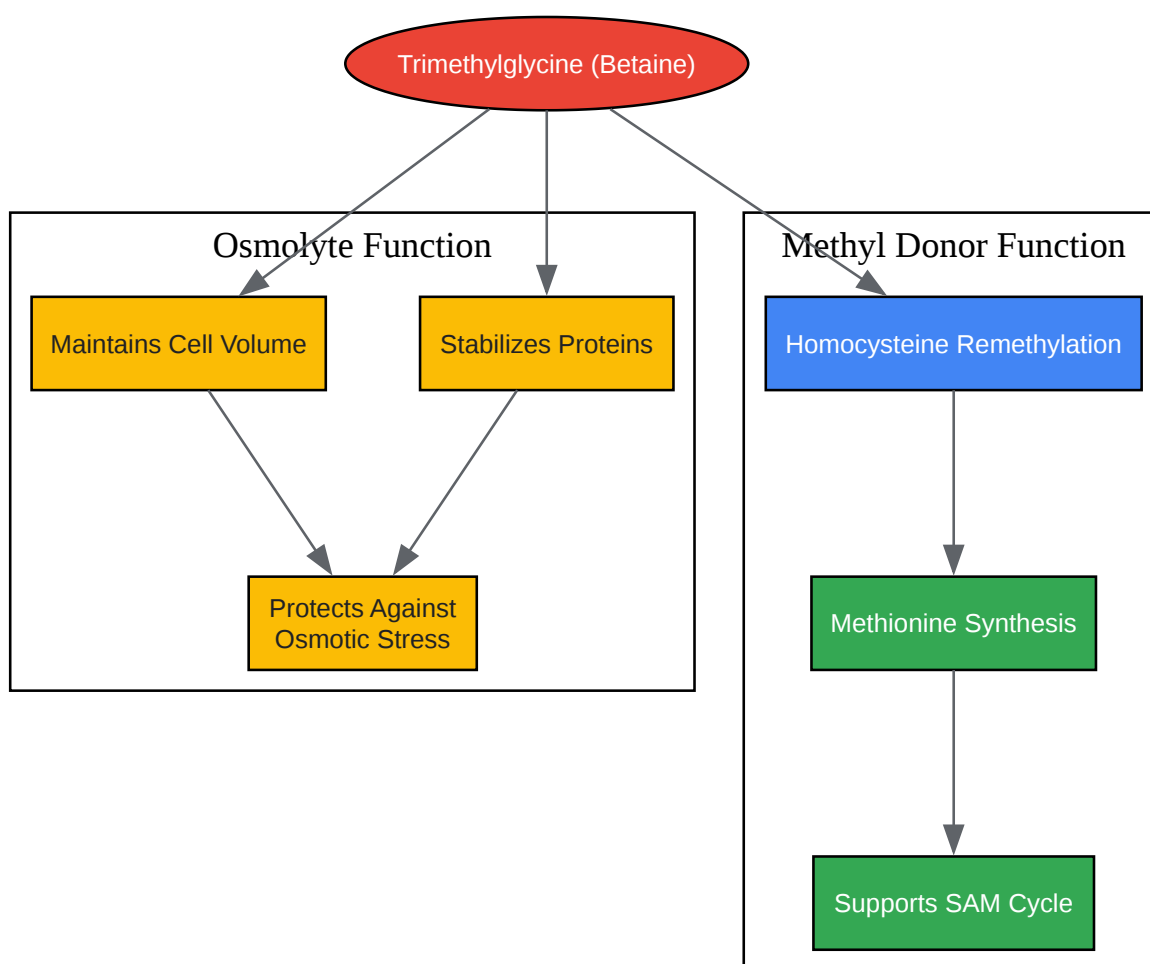 Trimethylglycine (Betaine)
Osmolyte Function
Methyl Donor Function
Maintains Cell Volume
Stabilizes Proteins
Homocysteine Remethylation
Protects Against
Osmotic Stress
Methionine Synthesis
Supports SAM Cycle